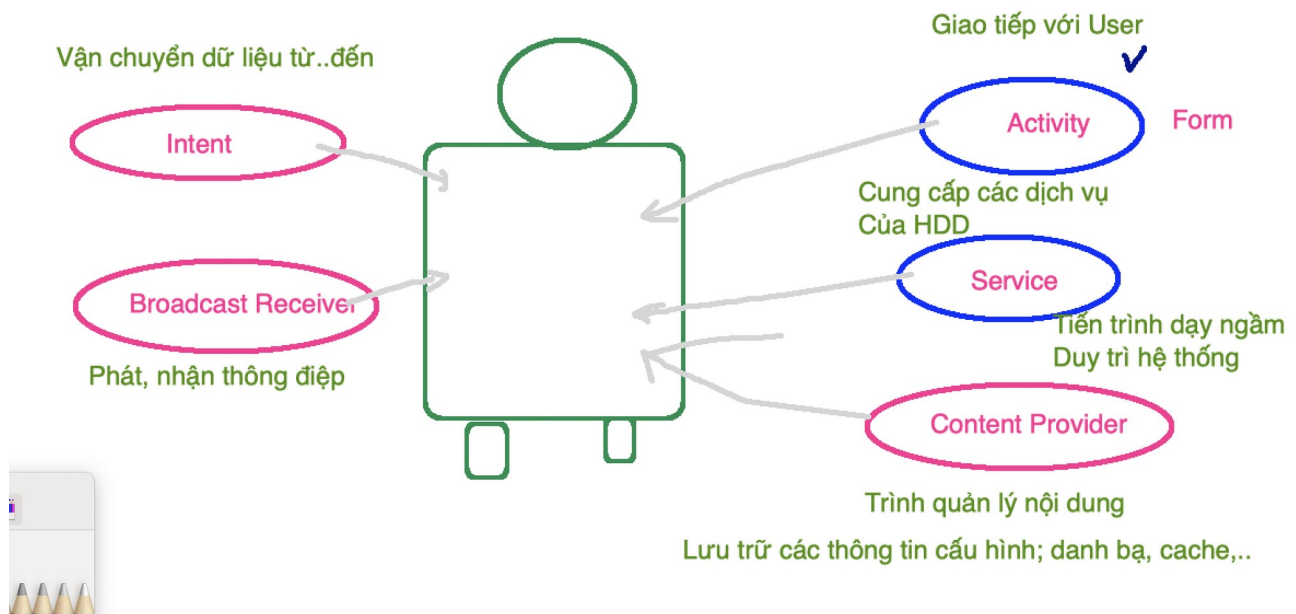 Giao tiếp với User
Vận chuyển dữ liệu từ..đến
Intent
Activity
Form
Cung cấp các dịch vụ
Của HDD
Service
Broadcast Receiver
Tiến trình dạy ngầm
Duy trì hệ thống
Phát, nhận thông điệp
Content Provider
Trình quản lý nội dung
Lưu trữ các thông tin cấu hình; danh bạ, cache,..